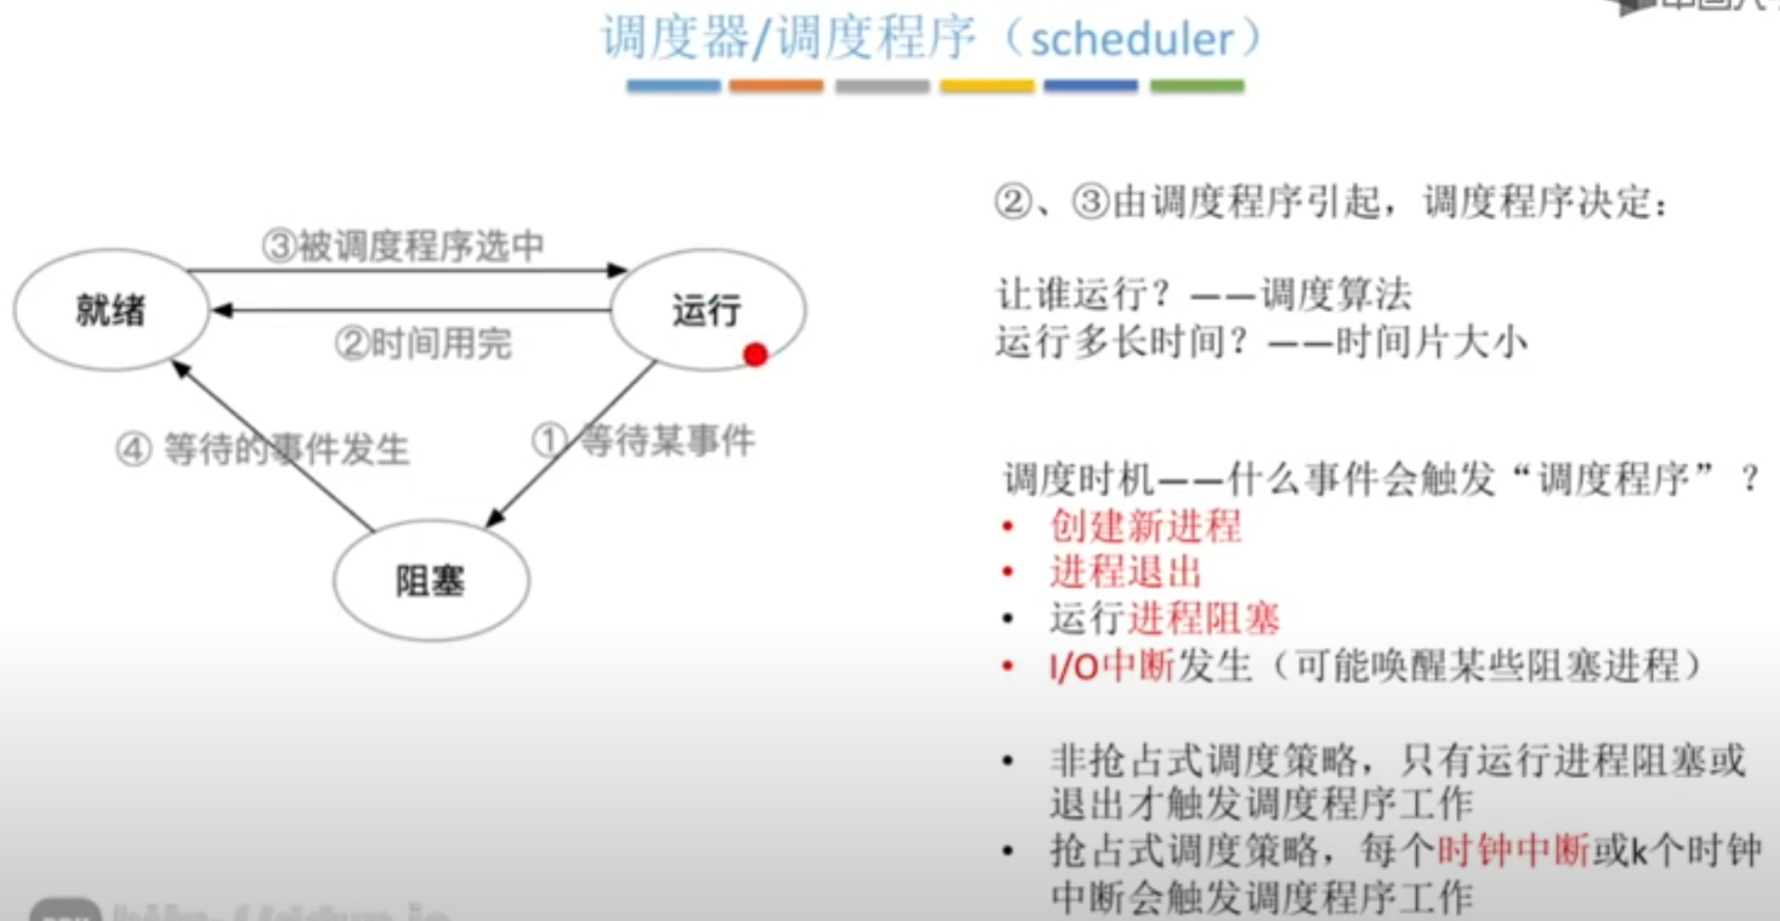 调度器/调度程序（scheduler）
③被调度程序选中
就绪
运行
②时间用完
④ 等待的事件发生
① 等待某事件
阻塞
②、③由调度程序引起，调度程序决定：
让谁运行？——调度算法
运行多长时间？——时间片大小
调度时机——什么事件会触发“调度程序”？
• 创建新进程
• 进程退出
• 运行进程阻塞
• I/O中断发生（可能唤醒某些阻塞进程）
• 非抢占式调度策略，只有运行进程阻塞或
退出才触发调度程序工作
• 抢占式调度策略，每个时钟中断或k个时钟
中断会触发调度程序工作